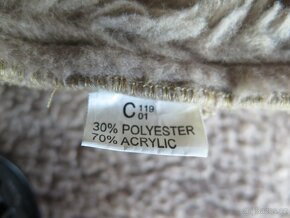 C 119
01
30% POLYESTER
70% ACRYLIC